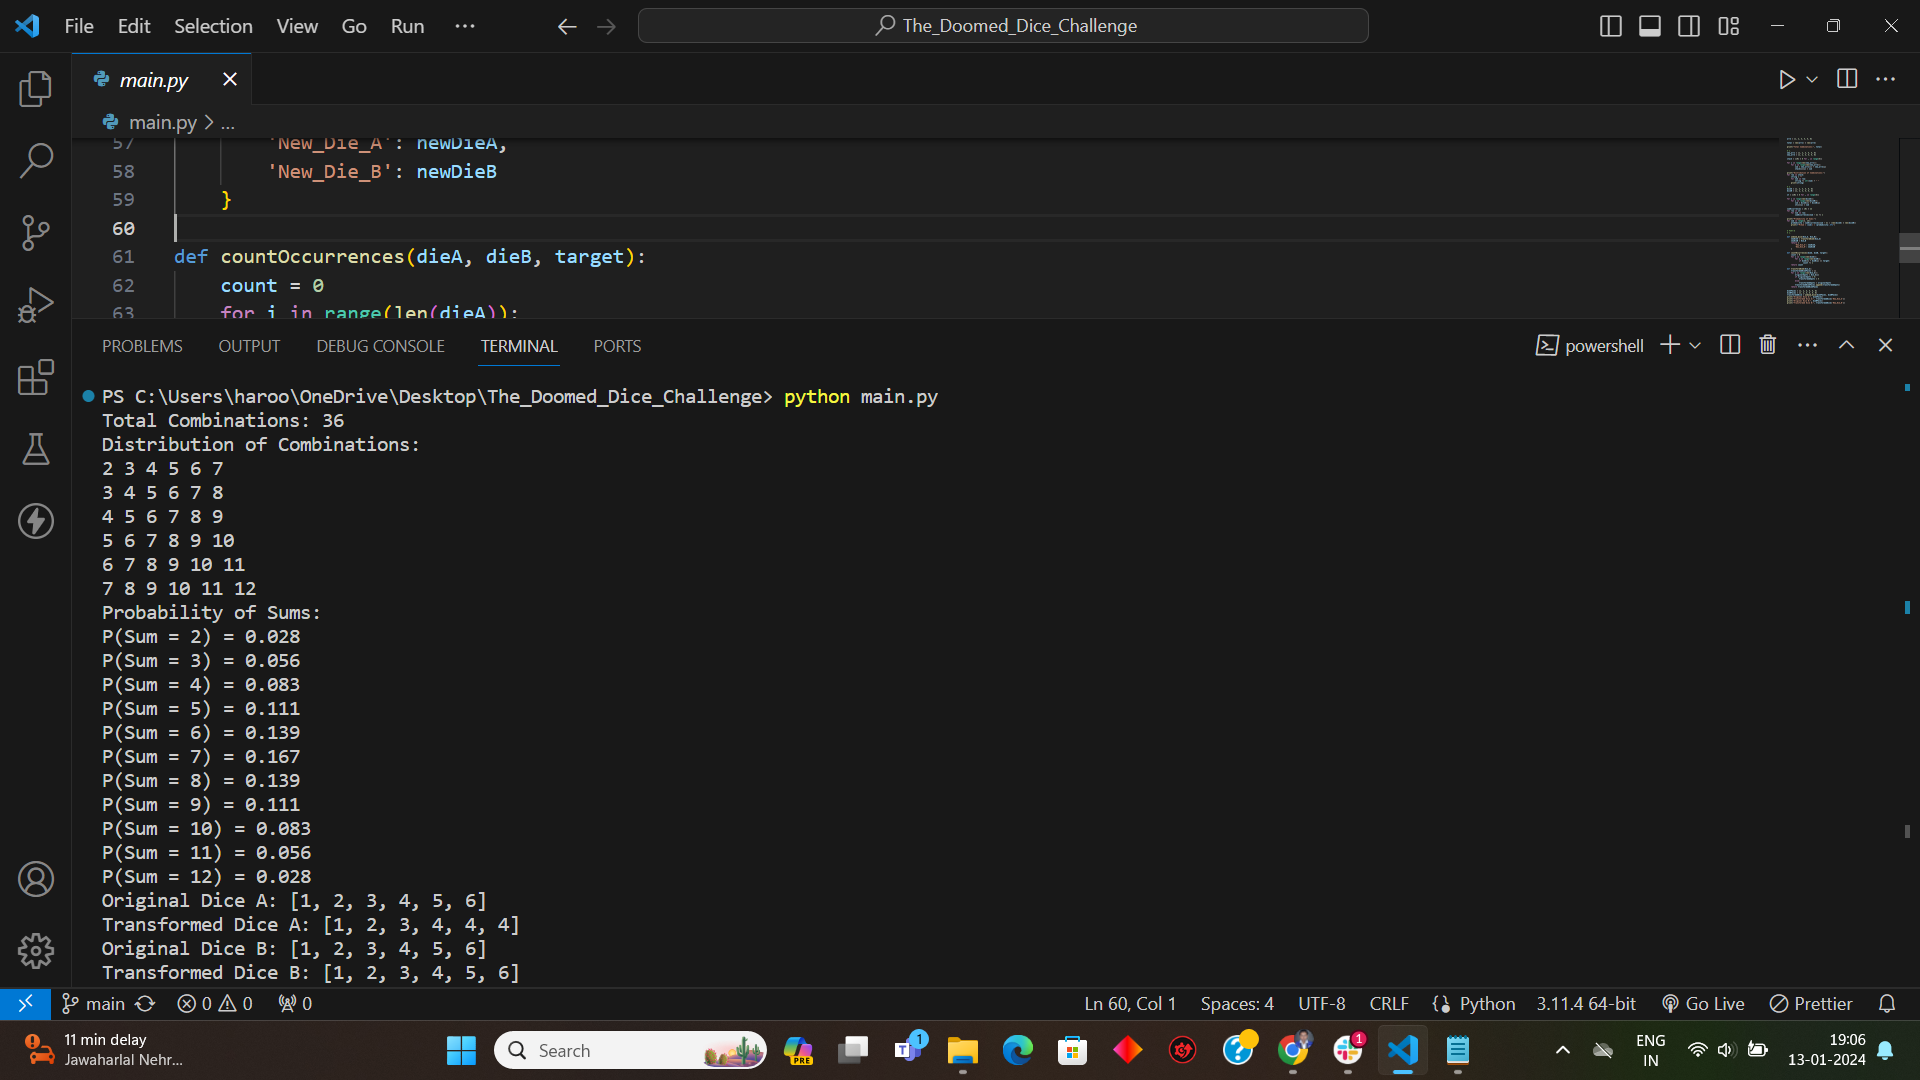 File Edit Selection View Go Run ... The_Doomed_Dice_Challenge
main.py
main.py > ...
57 'New_Die_A': newDieA,
58 'New_Die_B': newDieB
59 }
60
61 def countOccurrences(dieA, dieB, target):
62 count = 0
63 for i in range(len(dieA)):
PROBLEMS OUTPUT DEBUG CONSOLE TERMINAL PORTS powershell
PS C:\Users\haroo\OneDrive\Desktop\The_Doomed_Dice_Challenge> python main.py
Total Combinations: 36
Distribution of Combinations:
2 3 4 5 6 7
3 4 5 6 7 8
4 5 6 7 8 9
5 6 7 8 9 10
6 7 8 9 10 11
7 8 9 10 11 12
Probability of Sums:
P(Sum = 2) = 0.028
P(Sum = 3) = 0.056
P(Sum = 4) = 0.083
P(Sum = 5) = 0.111
P(Sum = 6) = 0.139
P(Sum = 7) = 0.167
P(Sum = 8) = 0.139
P(Sum = 9) = 0.111
P(Sum = 10) = 0.083
P(Sum = 11) = 0.056
P(Sum = 12) = 0.028
Original Dice A: [1, 2, 3, 4, 5, 6]
Transformed Dice A: [1, 2, 3, 4, 4, 4]
Original Dice B: [1, 2, 3, 4, 5, 6]
Transformed Dice B: [1, 2, 3, 4, 5, 6]
main 0 0 0 Ln 60, Col 1 Spaces: 4 UTF-8 CRLF Python 3.11.4 64-bit Go Live Prettier
11 min delay
Jawaharlal Nehr...
Search
PRE
1
1
ENG
IN
19:06
13-01-2024